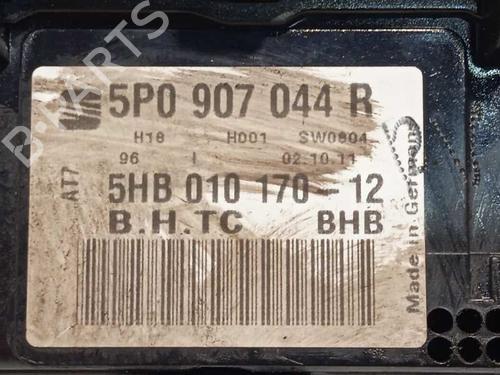 5P0 907 044 R
H18 H001 SW0804
96 I 02.10.11
AT7
5HB 010 170-12
B.H.TC BHB
Made in Germany
B-PARTS